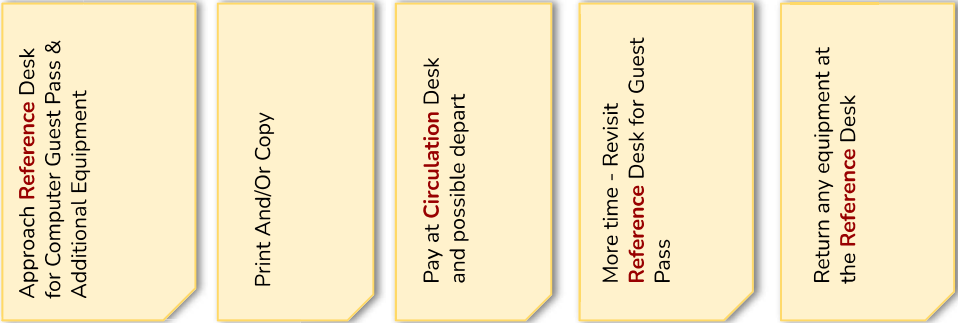 Approach Reference Desk
for Computer Guest Pass &
Additional Equipment
Print And/Or Copy
Pay at Circulation Desk
and possible depart
More time - Revisit
Reference Desk for Guest
Pass
Return any equipment at
the Reference Desk